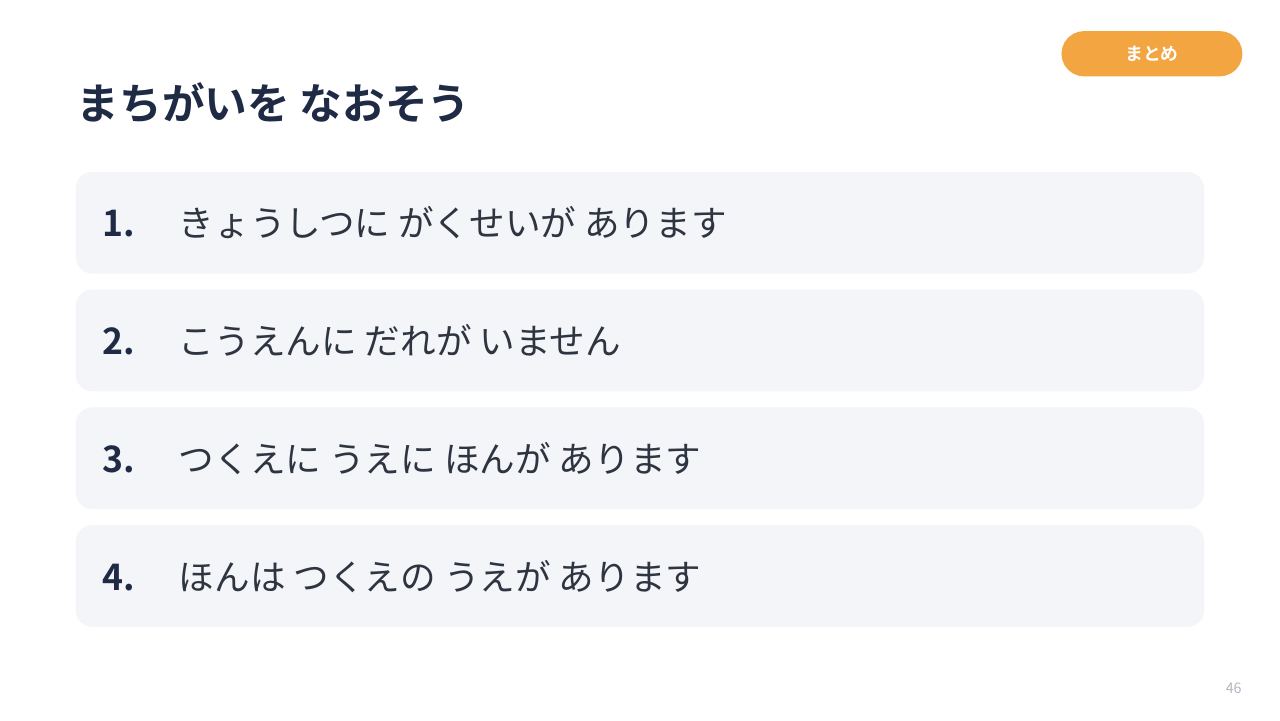 まとめ
まちがいを なおそう
1. きょうしつに がくせいが あります
2. こうえんに だれが いません
3. つくえに うえに ほんが あります
4. ほんは つくえの うえが あります
46